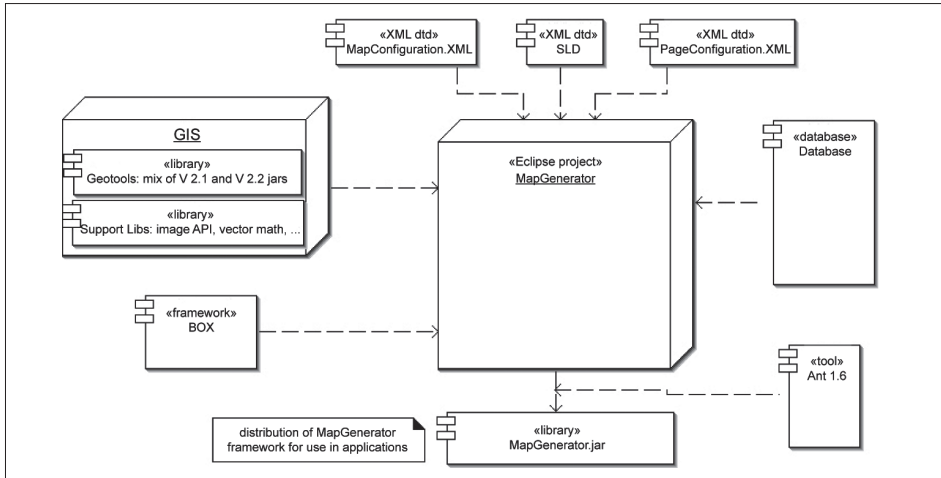 «XML dtd»
MapConfiguration.XML
«XML dtd»
SLD
«XML dtd»
PageConfiguration.XML
GIS
«library»
Geotools: mix of V 2.1 and V 2.2 jars
«library»
Support Libs: image API, vector math, ...
«Eclipse project»
MapGenerator
«database»
Database
«framework»
BOX
«tool»
Ant 1.6
distribution of MapGenerator
framework for use in applications
«library»
MapGenerator.jar